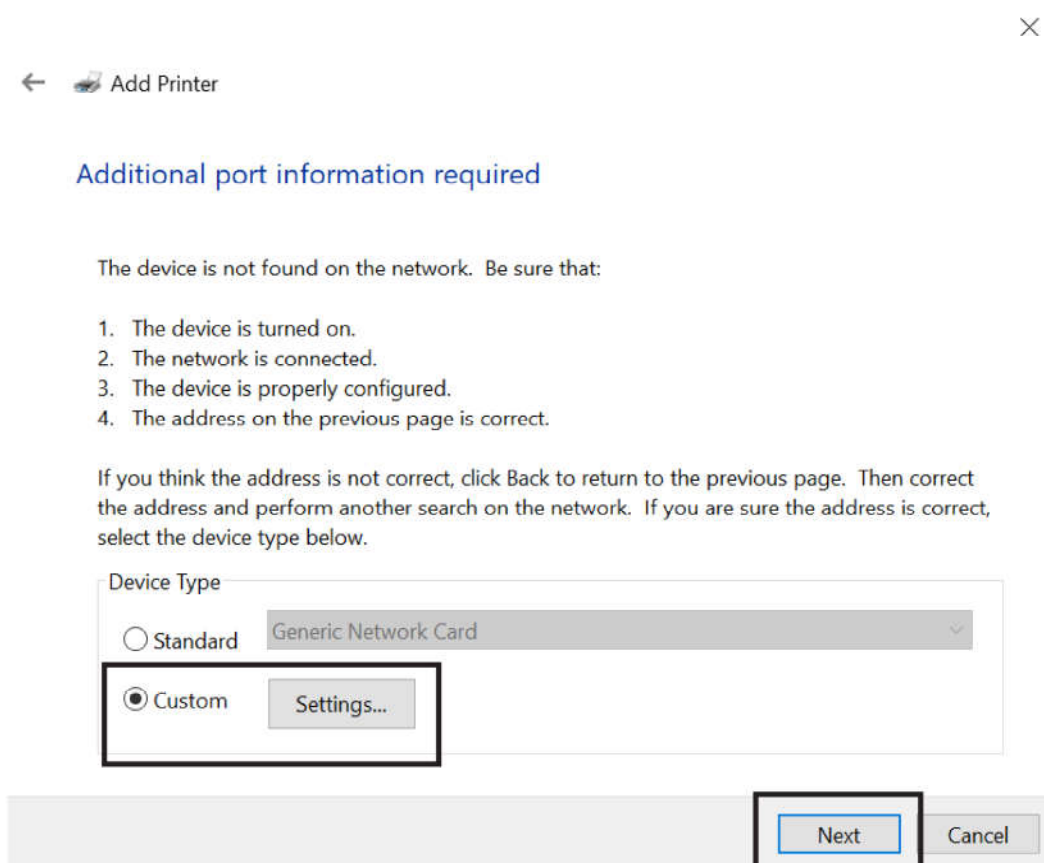 Add Printer
Additional port information required
The device is not found on the network.  Be sure that:
1.  The device is turned on.
2.  The network is connected.
3.  The device is properly configured.
4.  The address on the previous page is correct.
If you think the address is not correct, click Back to return to the previous page.  Then correct
the address and perform another search on the network.  If you are sure the address is correct,
select the device type below.
Device Type
Standard  Generic Network Card
Custom  Settings...
Next  Cancel